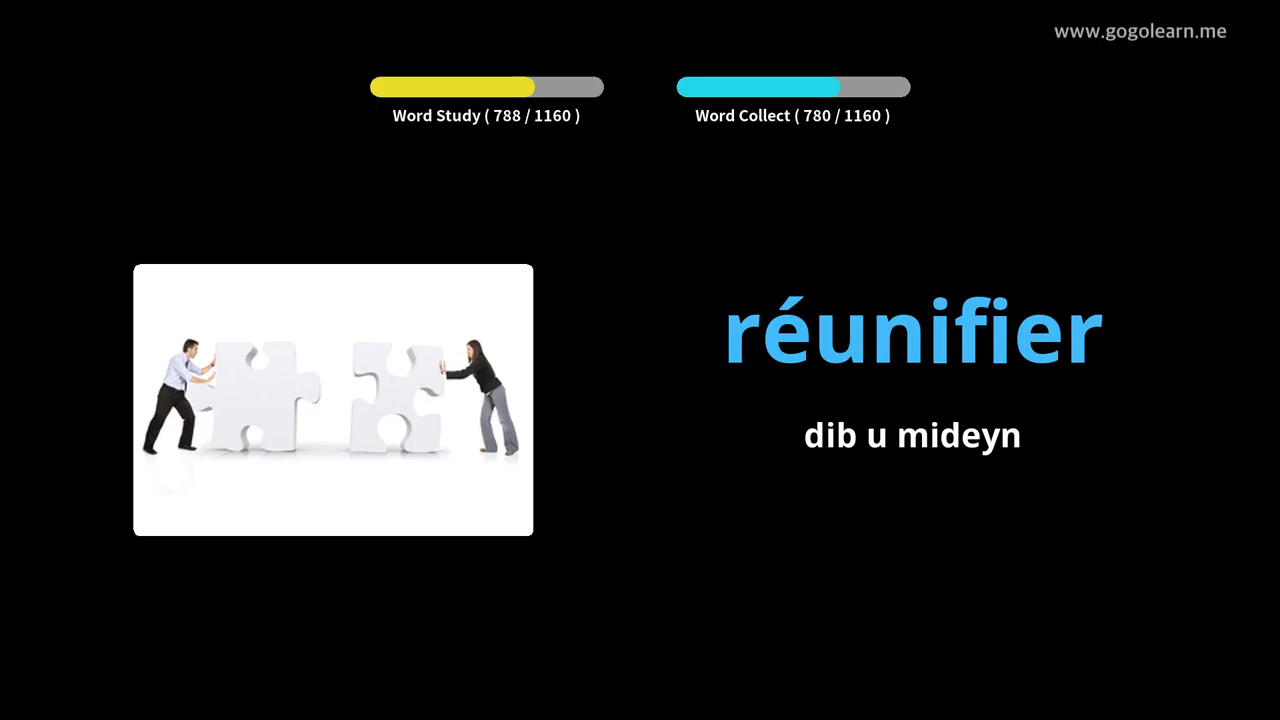 www.gogolearn.me
Word Study ( 788 / 1160 )
Word Collect ( 780 / 1160 )
réunifier
dib u mideyn